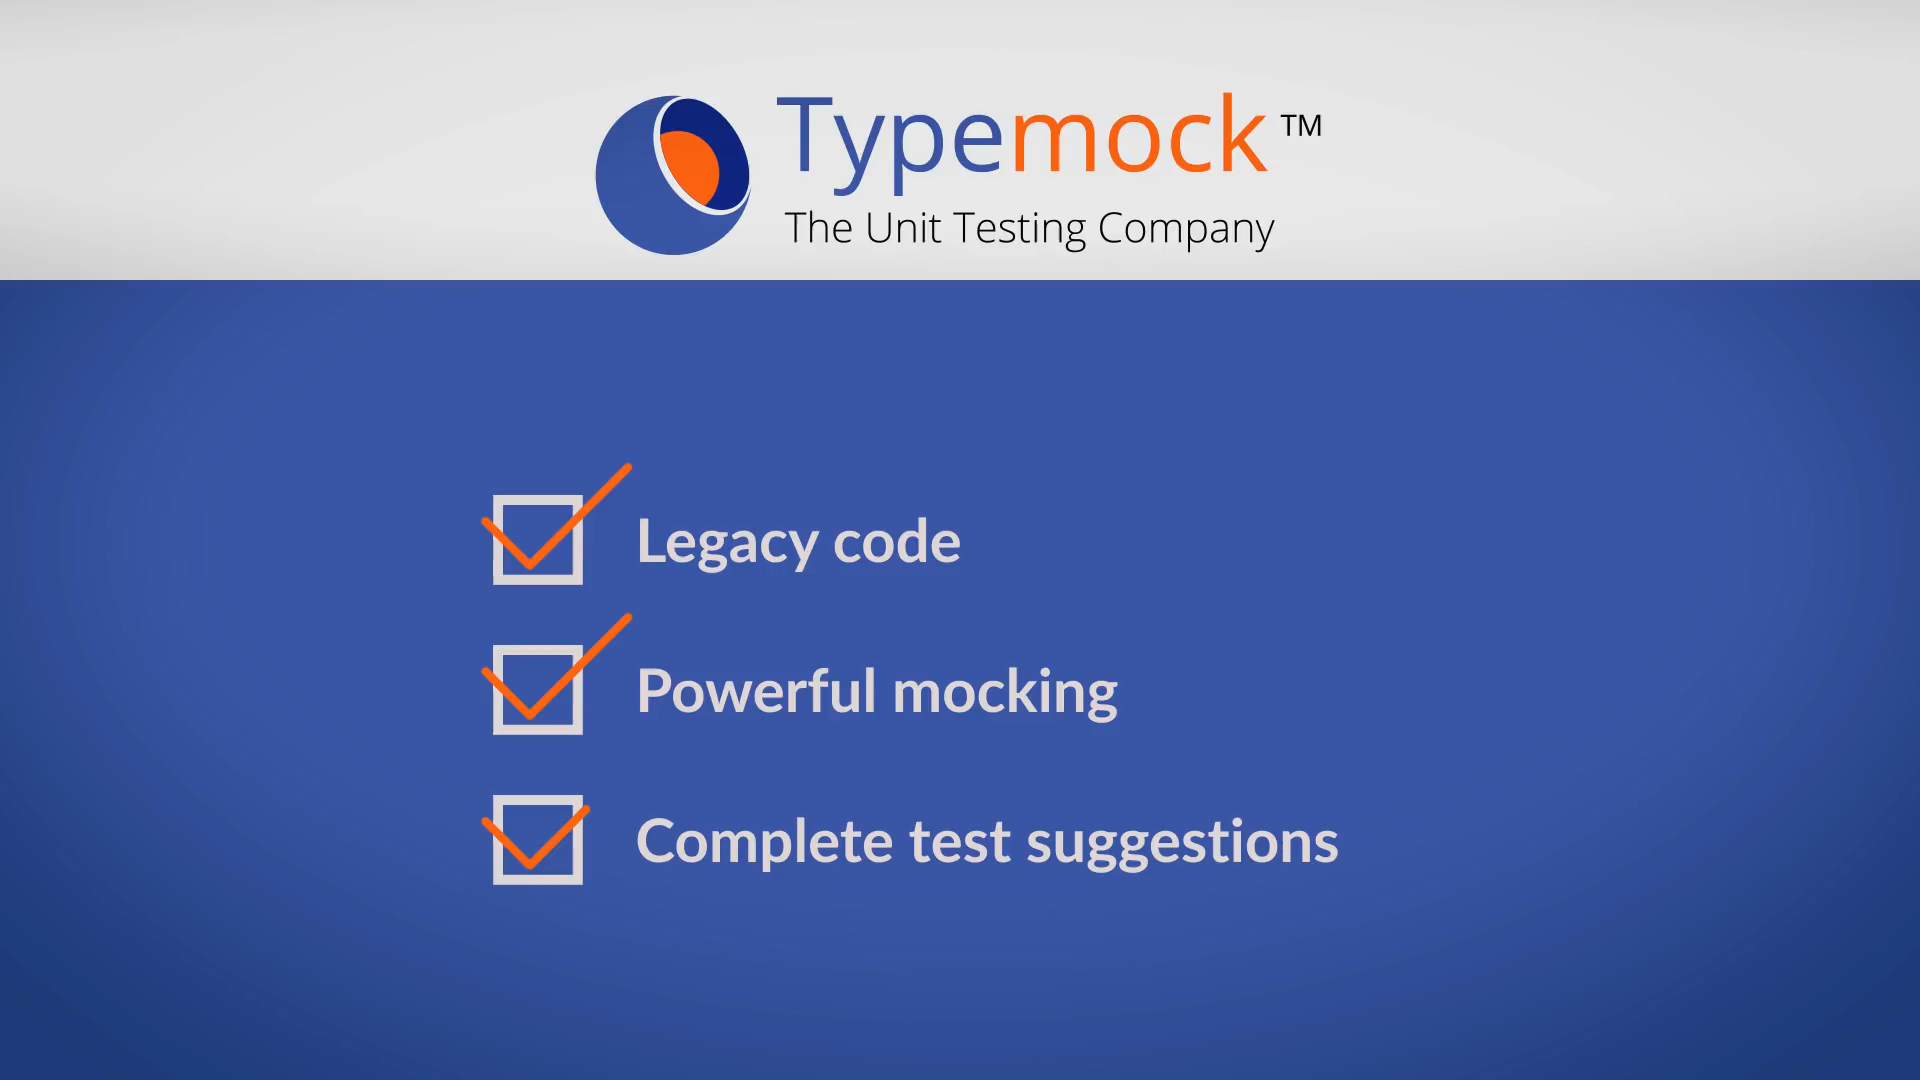 Typemock™
The Unit Testing Company
Legacy code
Powerful mocking
Complete test suggestions